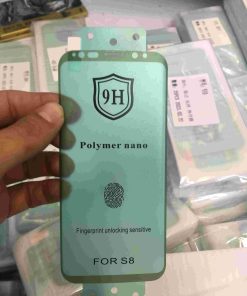 9H
Polymer nano
Fingerprint unlocking sensitive
FOR S8